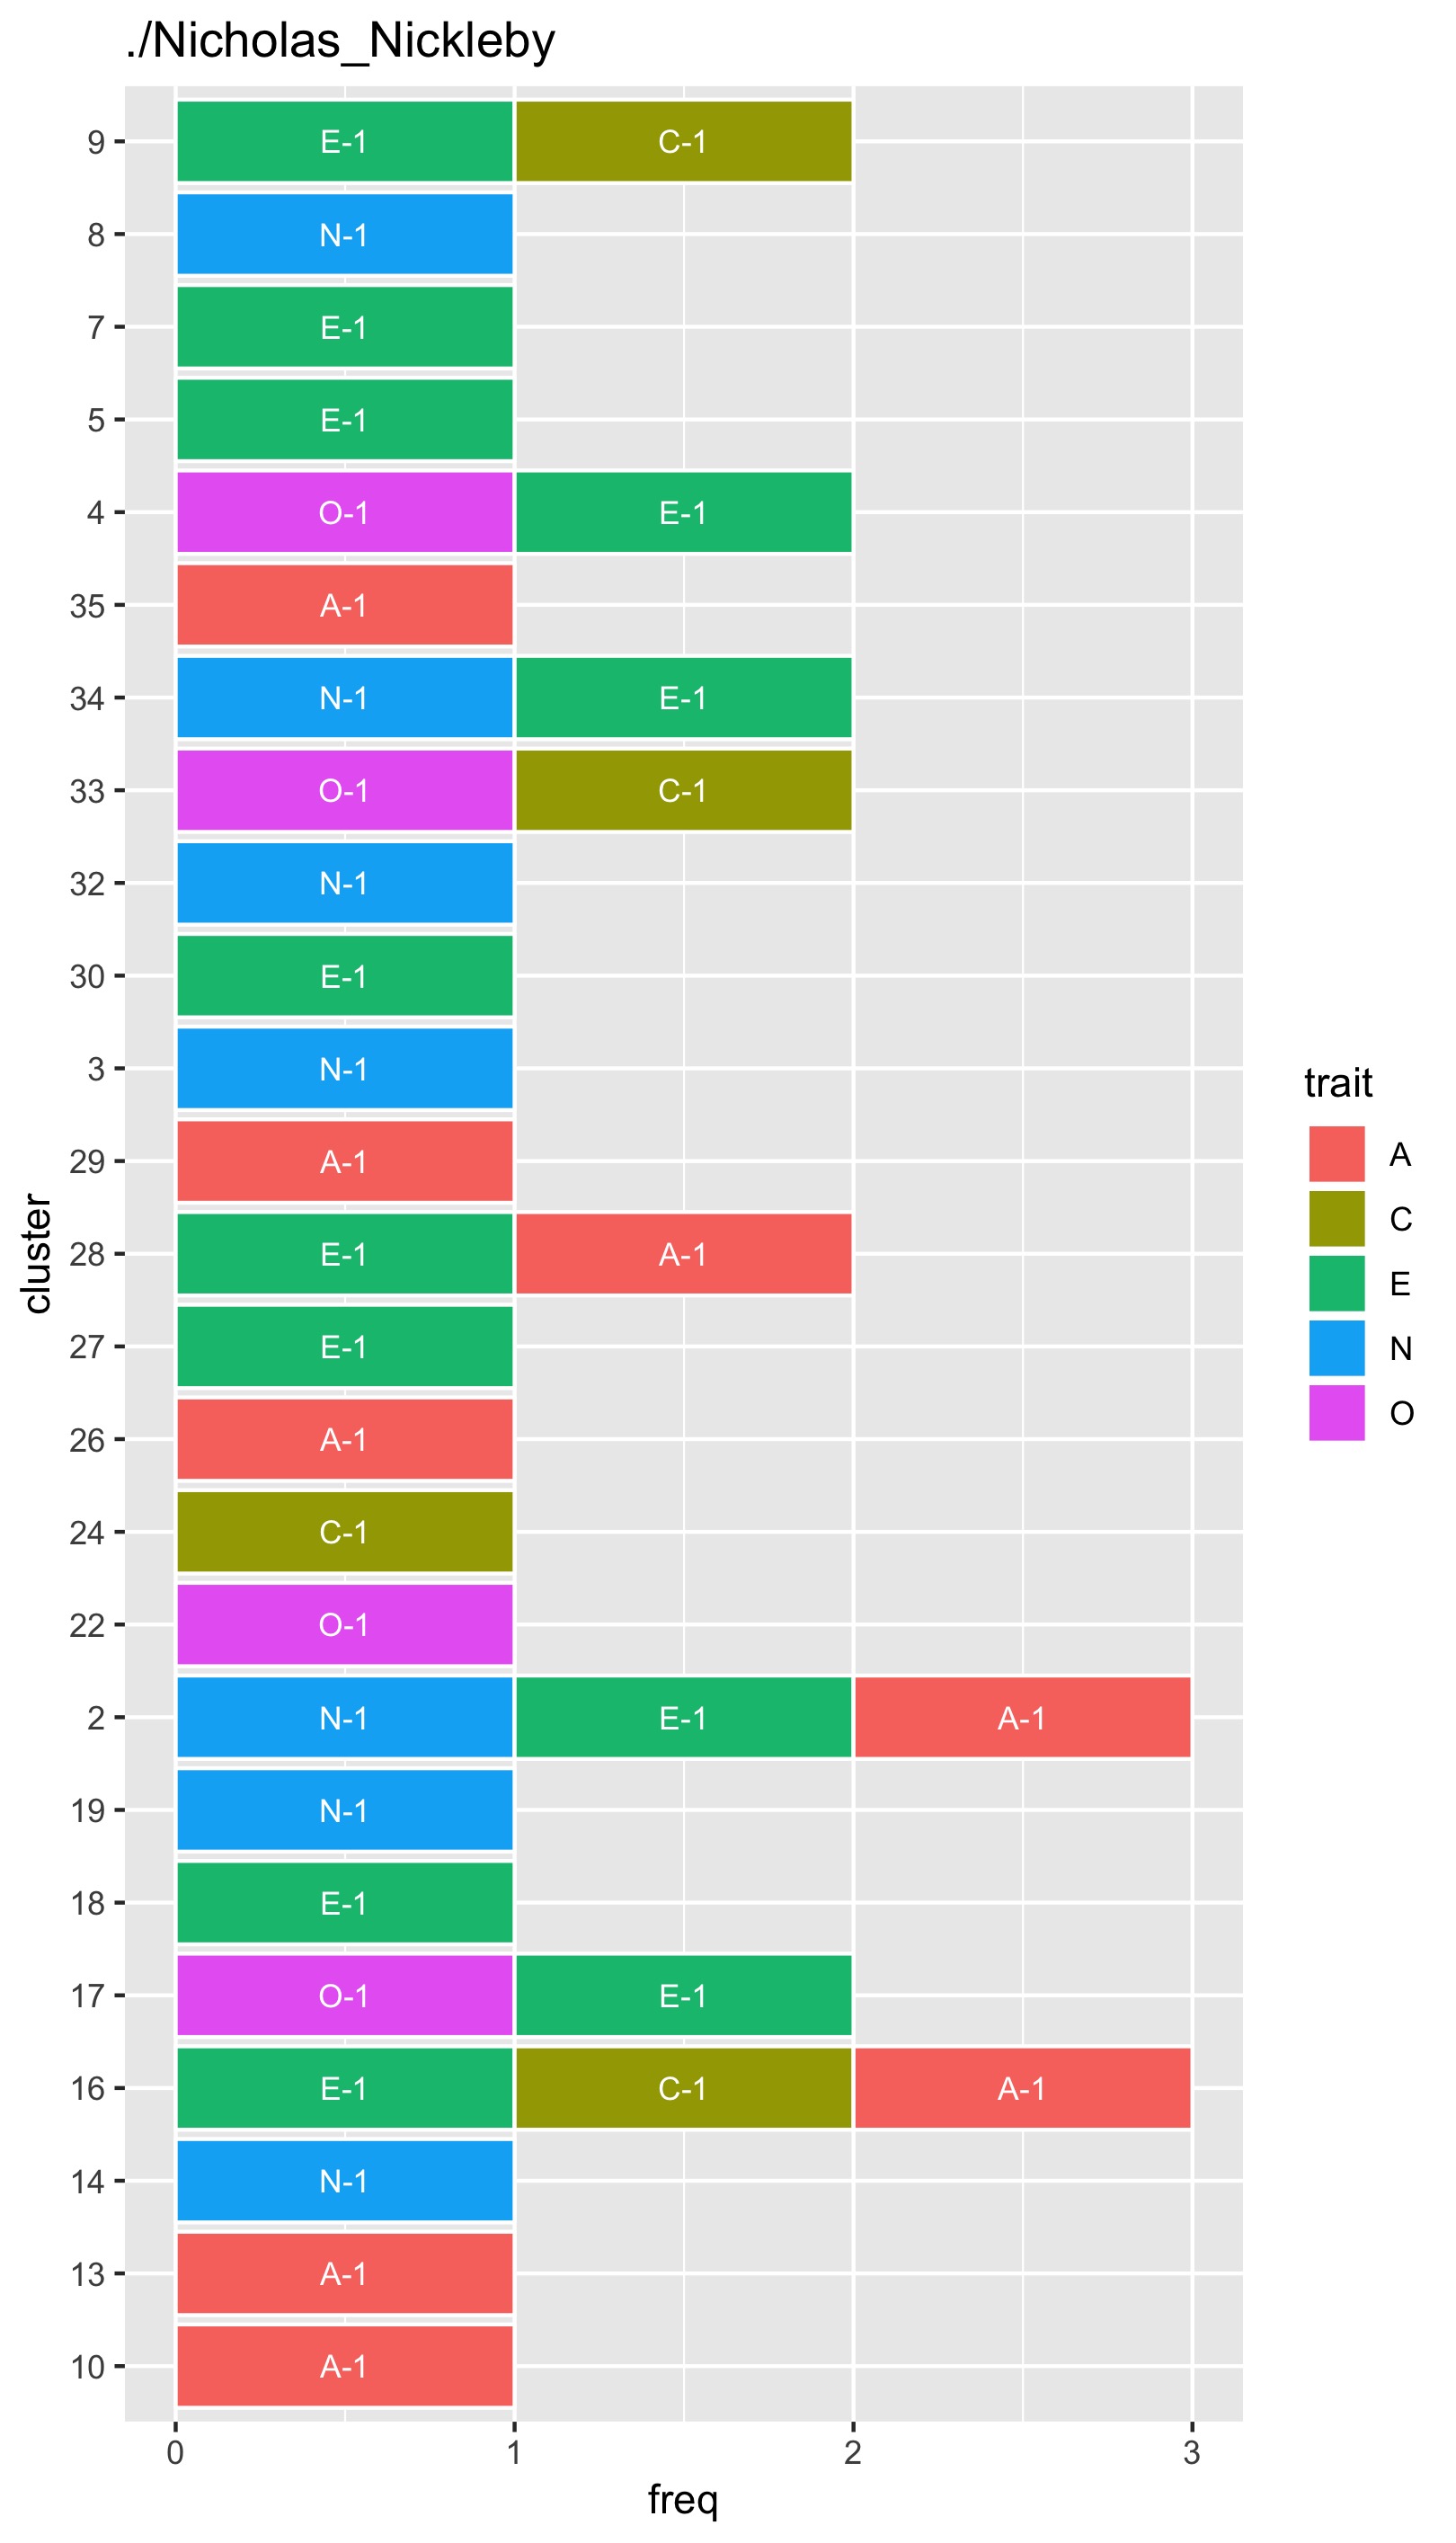 ./Nicholas_Nickleby
9 E-1 C-1
8 N-1
7 E-1
5 E-1
4 O-1 E-1
35 A-1
34 N-1 E-1
33 O-1 C-1
32 N-1
30 E-1
3 N-1
29 A-1
28 E-1 A-1
27 E-1
26 A-1
24 C-1
22 O-1
2 N-1 E-1 A-1
19 N-1
18 E-1
17 O-1 E-1
16 E-1 C-1 A-1
14 N-1
13 A-1
10 A-1
0 1 2 3
freq
cluster
trait
A
C
E
N
O